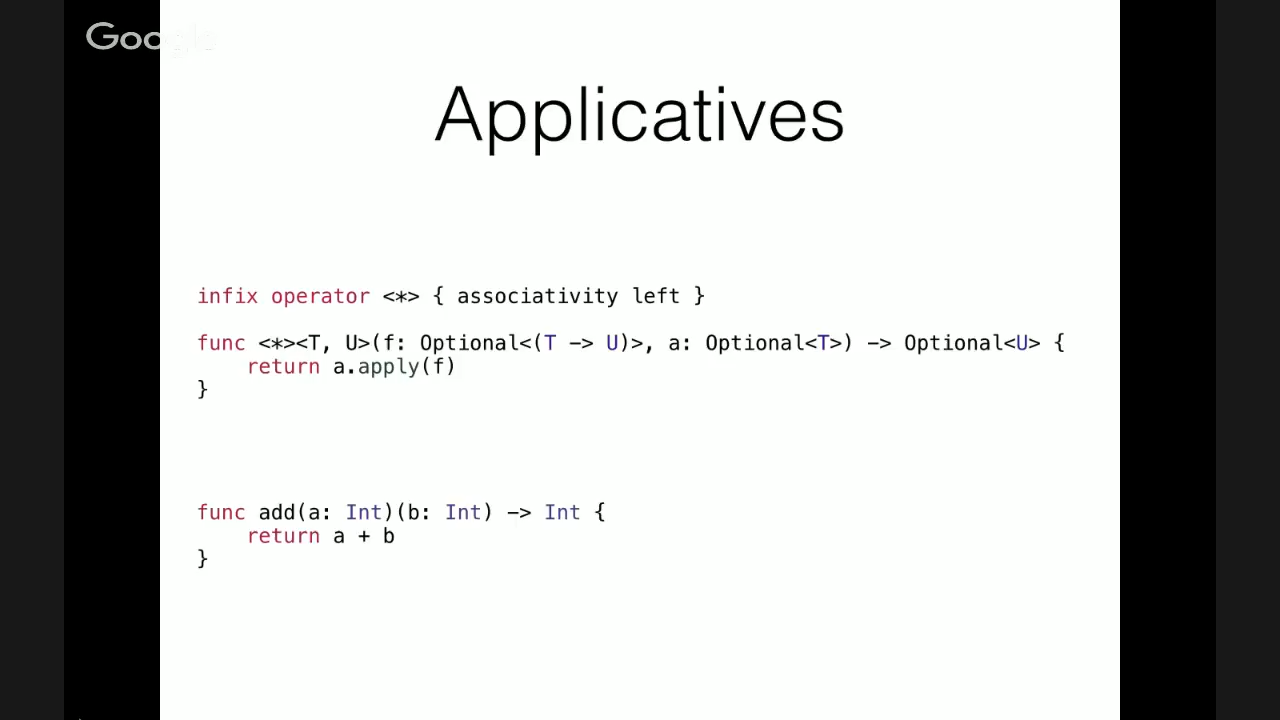 Google
Applicatives
infix operator <*> { associativity left }
func <*><T, U>(f: Optional<(T -> U)>, a: Optional<T>) -> Optional<U> {
    return a.apply(f)
}
func add(a: Int)(b: Int) -> Int {
    return a + b
}